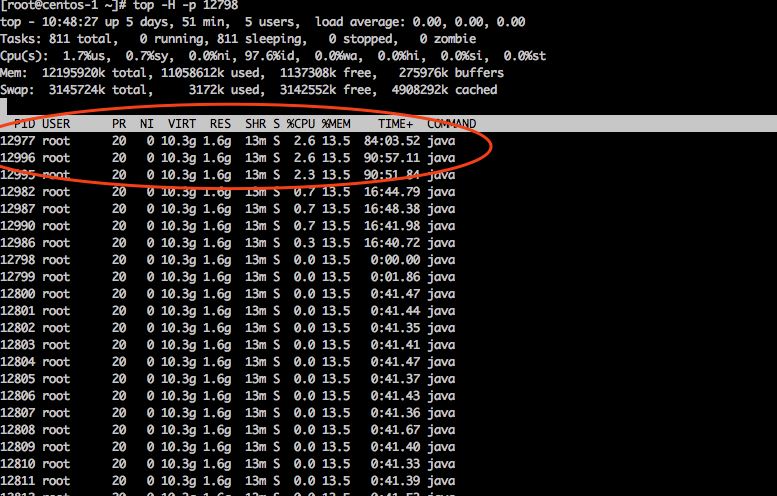 [root@centos-1 ~]# top -H -p 12798
top - 10:48:27 up 5 days, 51 min,  5 users,  load average: 0.00, 0.00, 0.00
Tasks: 811 total,   0 running, 811 sleeping,   0 stopped,   0 zombie
Cpu(s):  1.7%us,  0.7%sy,  0.0%ni, 97.6%id,  0.0%wa,  0.0%hi,  0.0%si,  0.0%st
Mem:  12195920k total, 11058612k used,  1137308k free,   275976k buffers
Swap:  3145724k total,     3172k used,  3142552k free,  4908292k cached
PID USER      PR  NI  VIRT  RES  SHR S %CPU %MEM    TIME+  COMMAND
12977 root      20   0 10.3g 1.6g  13m S  2.6 13.5  84:03.52 java
12996 root      20   0 10.3g 1.6g  13m S  2.6 13.5  90:57.11 java
12995 root      20   0 10.3g 1.6g  13m S  2.3 13.5  90:51.84 java
12982 root      20   0 10.3g 1.6g  13m S  0.7 13.5  16:44.79 java
12987 root      20   0 10.3g 1.6g  13m S  0.7 13.5  16:48.38 java
12990 root      20   0 10.3g 1.6g  13m S  0.7 13.5  16:41.98 java
12986 root      20   0 10.3g 1.6g  13m S  0.3 13.5  16:40.72 java
12798 root      20   0 10.3g 1.6g  13m S  0.0 13.5   0:00.00 java
12799 root      20   0 10.3g 1.6g  13m S  0.0 13.5   0:01.86 java
12800 root      20   0 10.3g 1.6g  13m S  0.0 13.5   0:41.47 java
12801 root      20   0 10.3g 1.6g  13m S  0.0 13.5   0:41.44 java
12802 root      20   0 10.3g 1.6g  13m S  0.0 13.5   0:41.35 java
12803 root      20   0 10.3g 1.6g  13m S  0.0 13.5   0:41.41 java
12804 root      20   0 10.3g 1.6g  13m S  0.0 13.5   0:41.47 java
12805 root      20   0 10.3g 1.6g  13m S  0.0 13.5   0:41.37 java
12806 root      20   0 10.3g 1.6g  13m S  0.0 13.5   0:41.43 java
12807 root      20   0 10.3g 1.6g  13m S  0.0 13.5   0:41.36 java
12808 root      20   0 10.3g 1.6g  13m S  0.0 13.5   0:41.67 java
12809 root      20   0 10.3g 1.6g  13m S  0.0 13.5   0:41.40 java
12810 root      20   0 10.3g 1.6g  13m S  0.0 13.5   0:41.33 java
12811 root      20   0 10.3g 1.6g  13m S  0.0 13.5   0:41.39 java